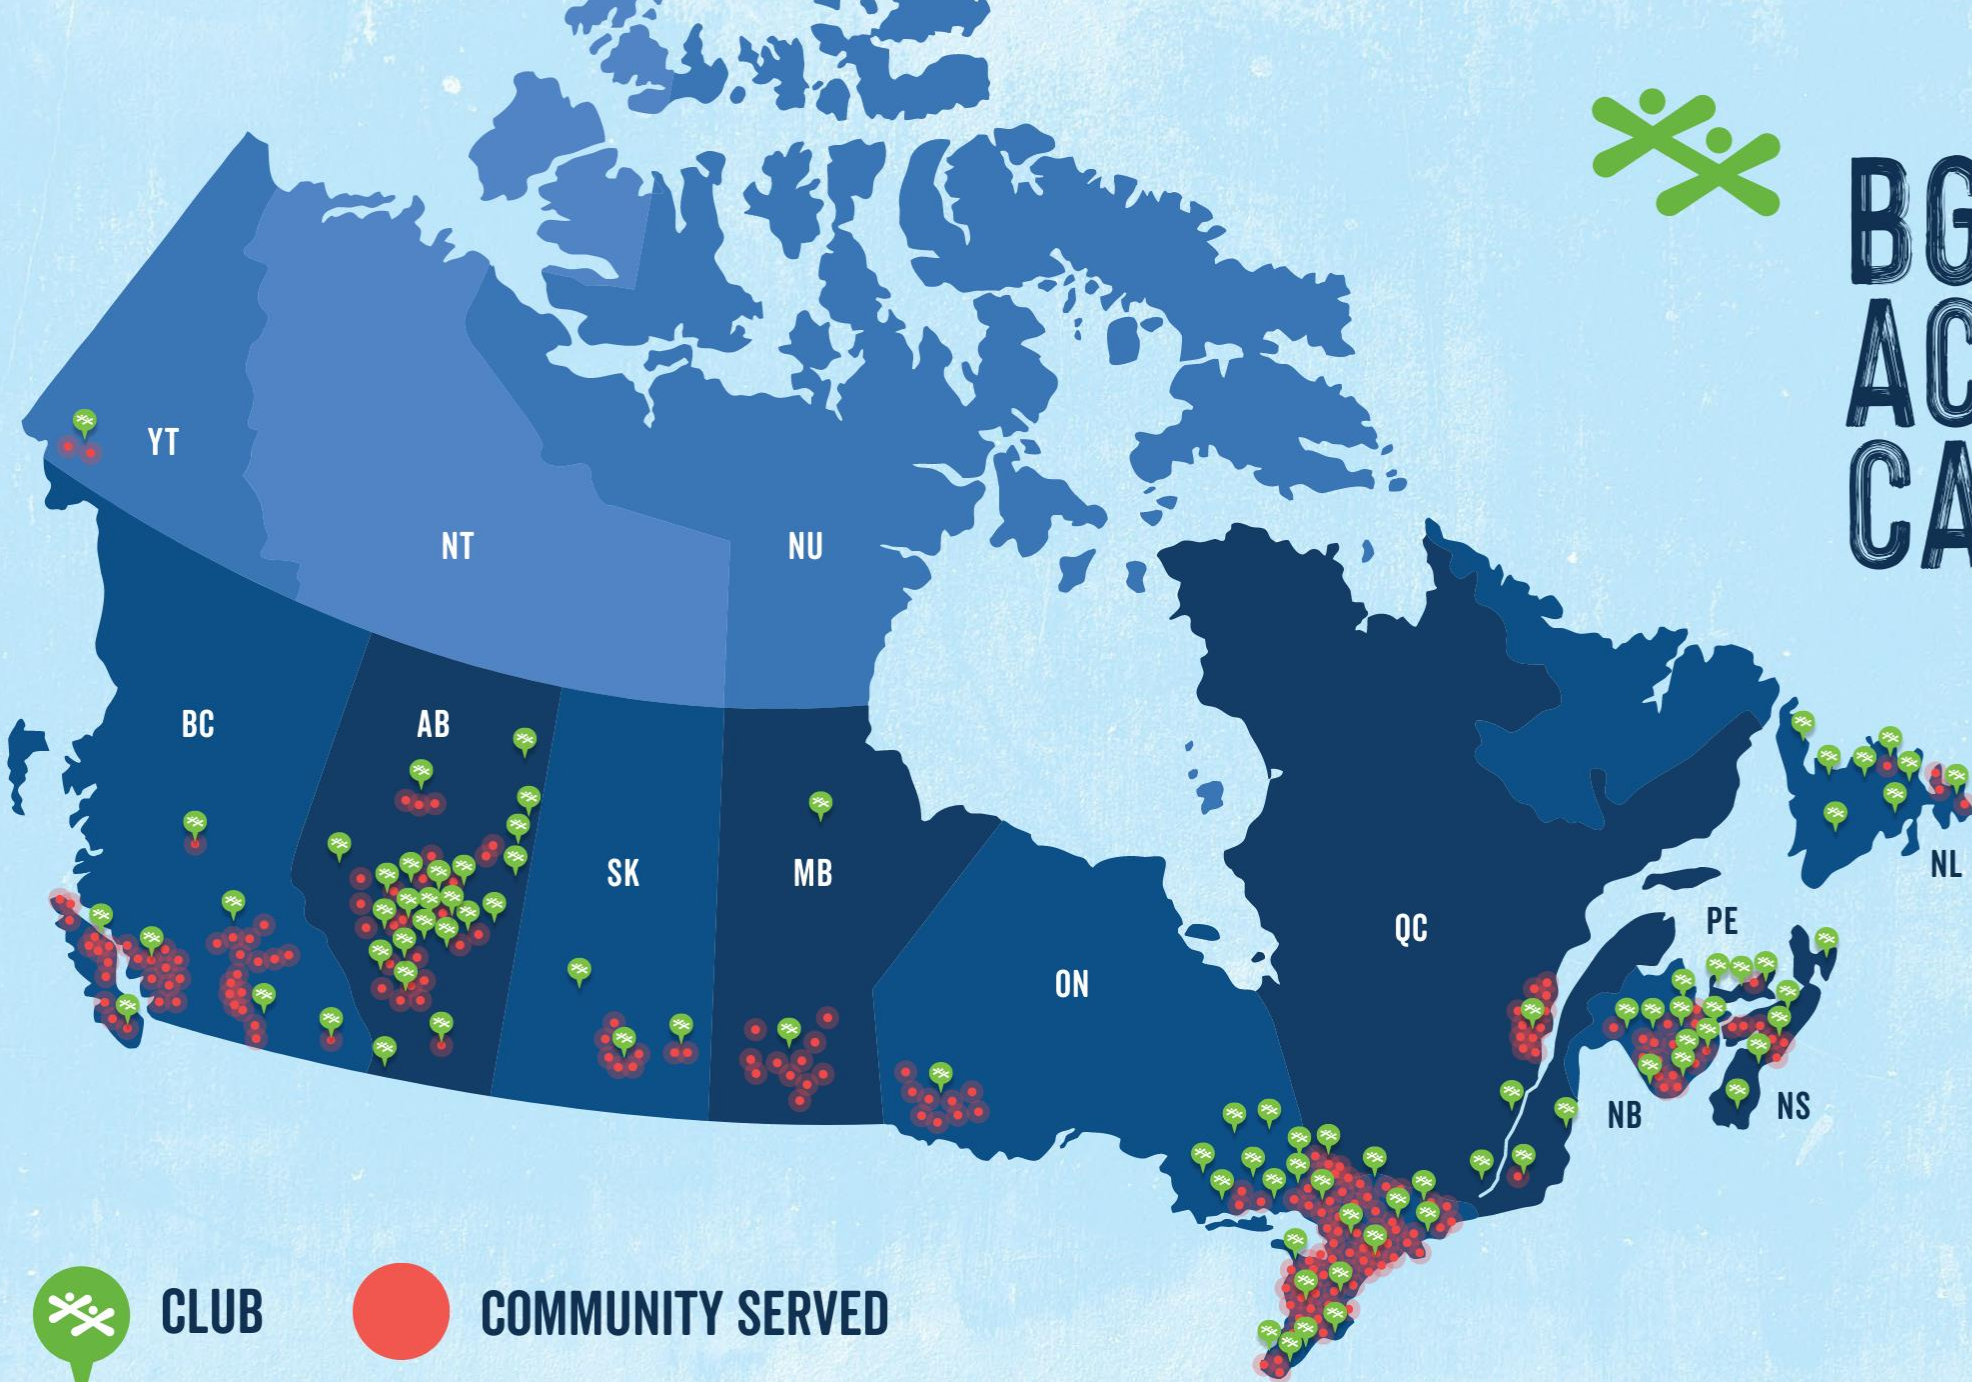 BG
AC
CA
YT
NT
NU
BC
AB
SK
MB
ON
QC
NL
PE
NB
NS
CLUB
COMMUNITY SERVED